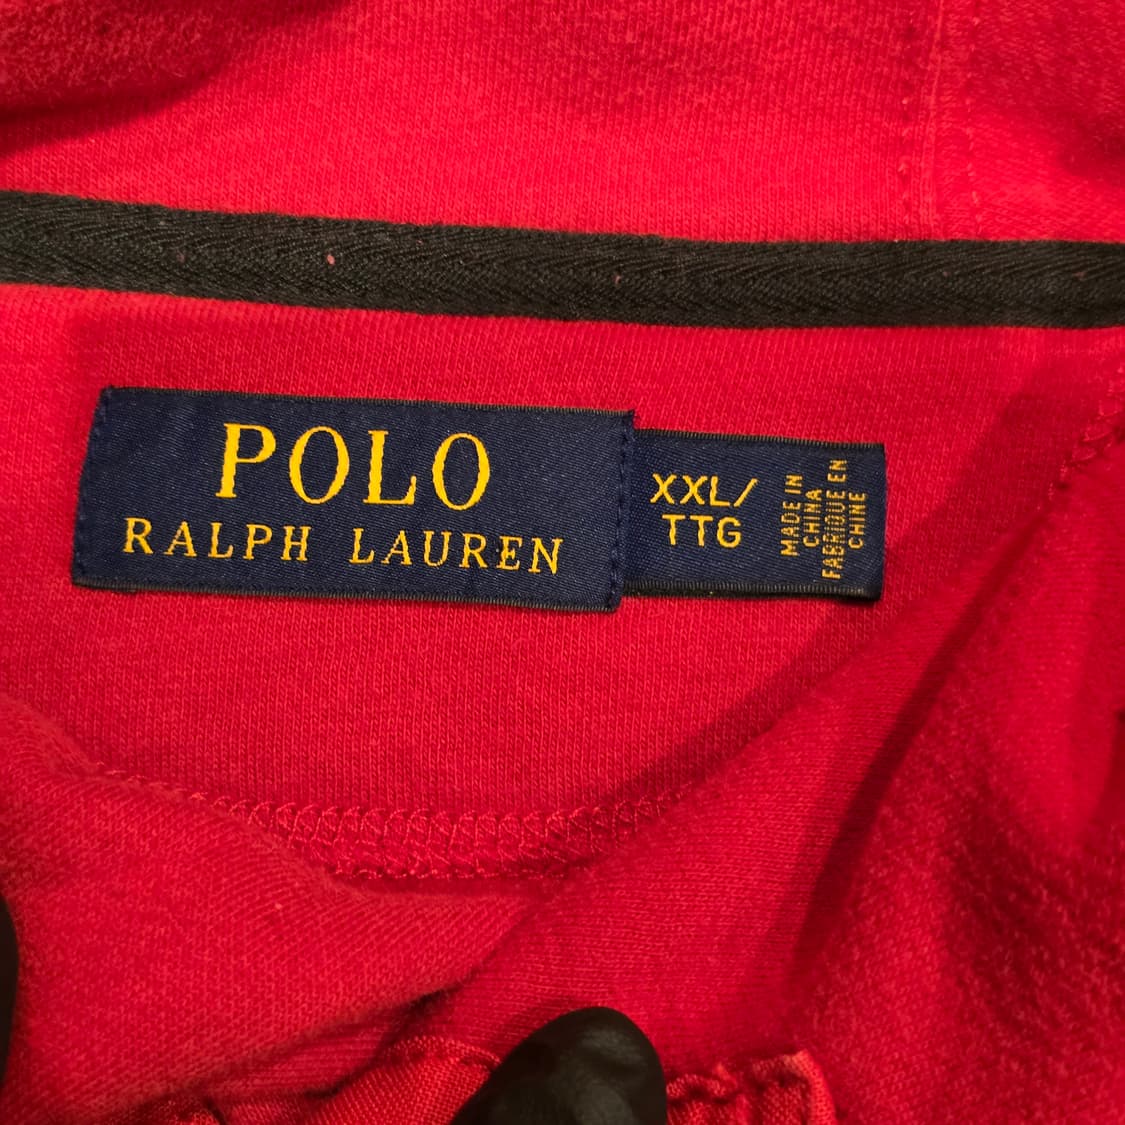 POLO
RALPH LAUREN
XXL/
TTG
MADE IN
CHINA
FABRIQUE EN
CHINE